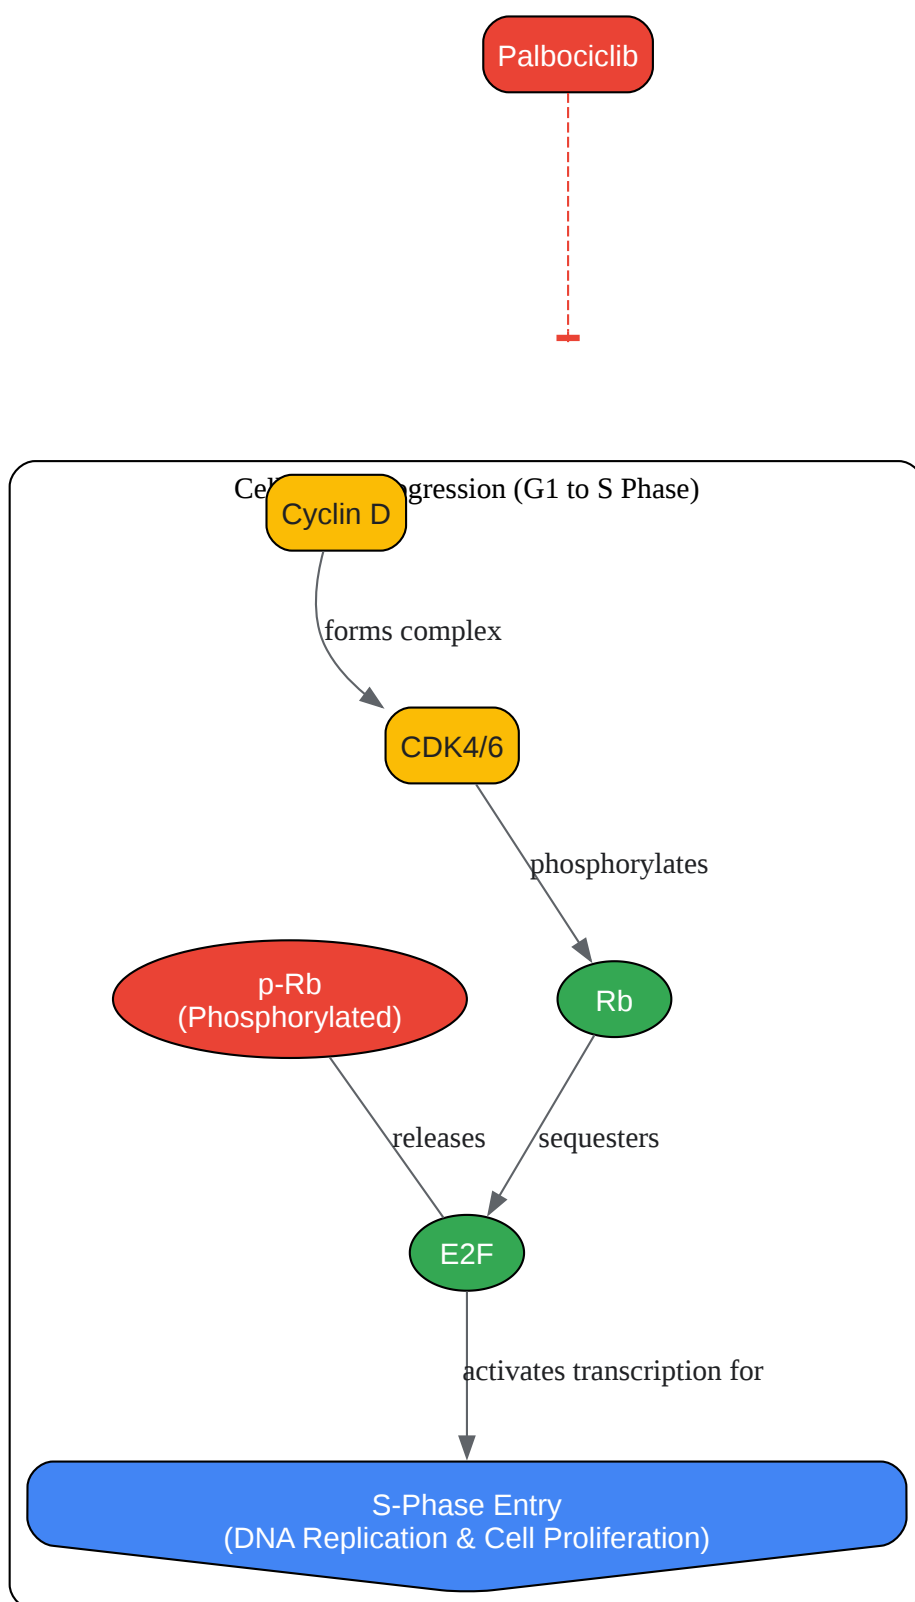 Palbociclib
Cel ogression (G1 to S Phase)
Cyclin D
forms complex
CDK4/6
phosphorylates
p-Rb
(Phosphorylated)
Rb
releases
sequesters
E2F
activates transcription for
S-Phase Entry
(DNA Replication & Cell Proliferation)